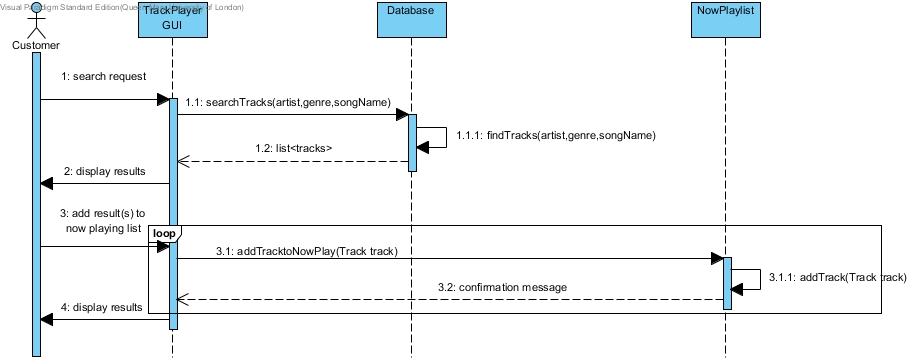 Visual Paradigm Standard Edition(Queen Mary University of London)
TrackPlayer
GUI
Database
NowPlaylist
Customer
1: search request
1.1: searchTracks(artist,genre,songName)
1.1.1: findTracks(artist,genre,songName)
1.2: list<tracks>
2: display results
3: add result(s) to
now playing list
loop
3.1: addTracktoNowPlay(Track track)
3.1.1: addTrack(Track track)
3.2: confirmation message
4: display results